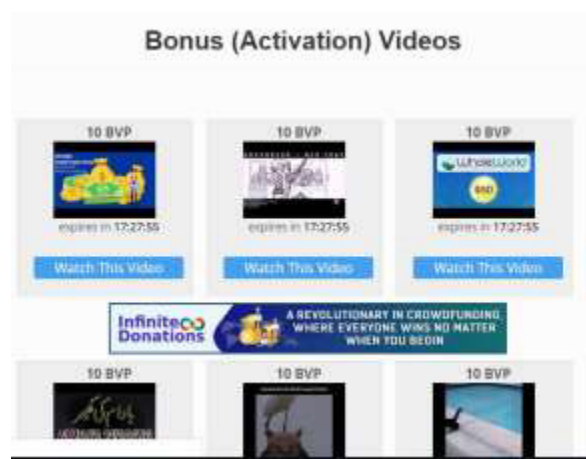 Bonus (Activation) Videos
10 BVP
10 BVP
10 BVP
WhaleWorld
$50
expires in 17:27:55
expires in 17:27:55
expires in 17:27:55
Watch This Video
Watch This Video
Watch This Video
Infinite
Donations
A REVOLUTIONARY IN CROWDFUNDING
WHERE EVERYONE WINS NO MATTER
WHEN YOU BEGIN
10 BVP
10 BVP
10 BVP